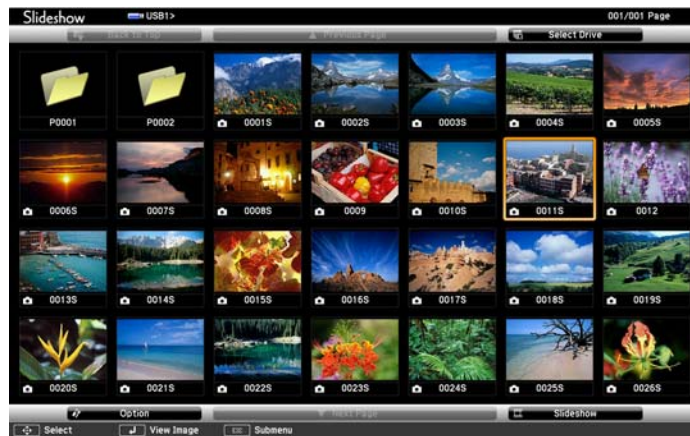 Slideshow USB1> 001/001 Page
Back to Top Previous Page Select Drive
P0001 P0002 0001S 0002S 0003S 0004S 0005S
0006S 0007S 0008S 0009 0010S 0011S 0012
0013S 0014S 0015S 0016S 0017S 0018S 0019S
0020S 0021S 0022S 0023S 0024S 0025S 0026S
Option Next Page Slideshow
Select View Image Submenu